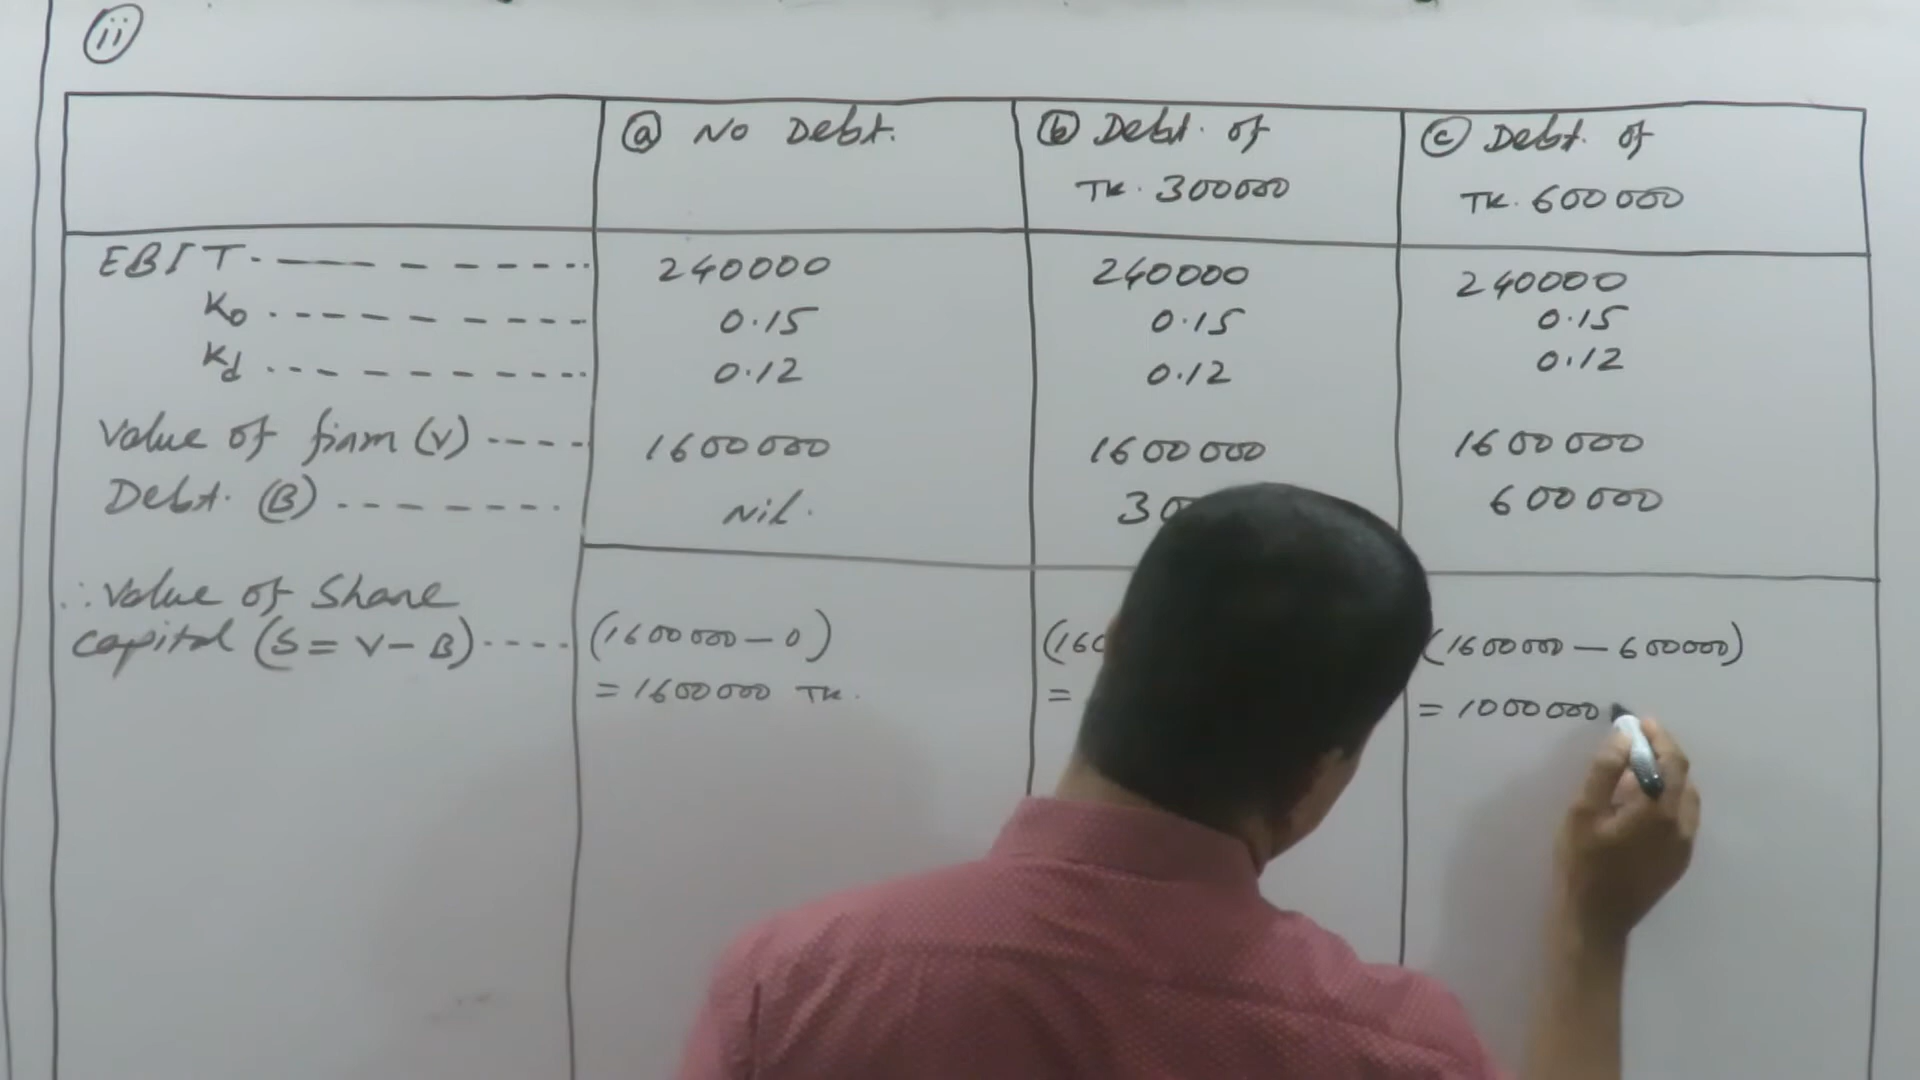 ii
ⓐ No Debt. ⓑ Debt. of ⓒ Debt. of
TK. 300000 TK. 600000
EBIT 240000 240000 240000
Ko 0.15 0.15 0.15
Kd 0.12 0.12 0.12
Value of firm (V) 1600000 1600000 1600000
Debt. (B) Nil. 600000
∴ Value of Share
capital (S = V - B) (1600000 - 0) (1600000 - 600000)
= 1600000 TK. = = 1000000